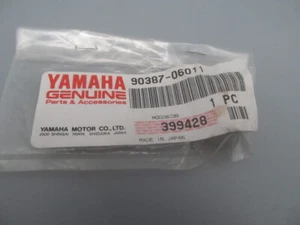 YAMAHA
GENUINE
Parts & Accessories
YAMAHA MOTOR CO.,LTD.
90387-06011
1 PC
399428
MADE IN JAPAN